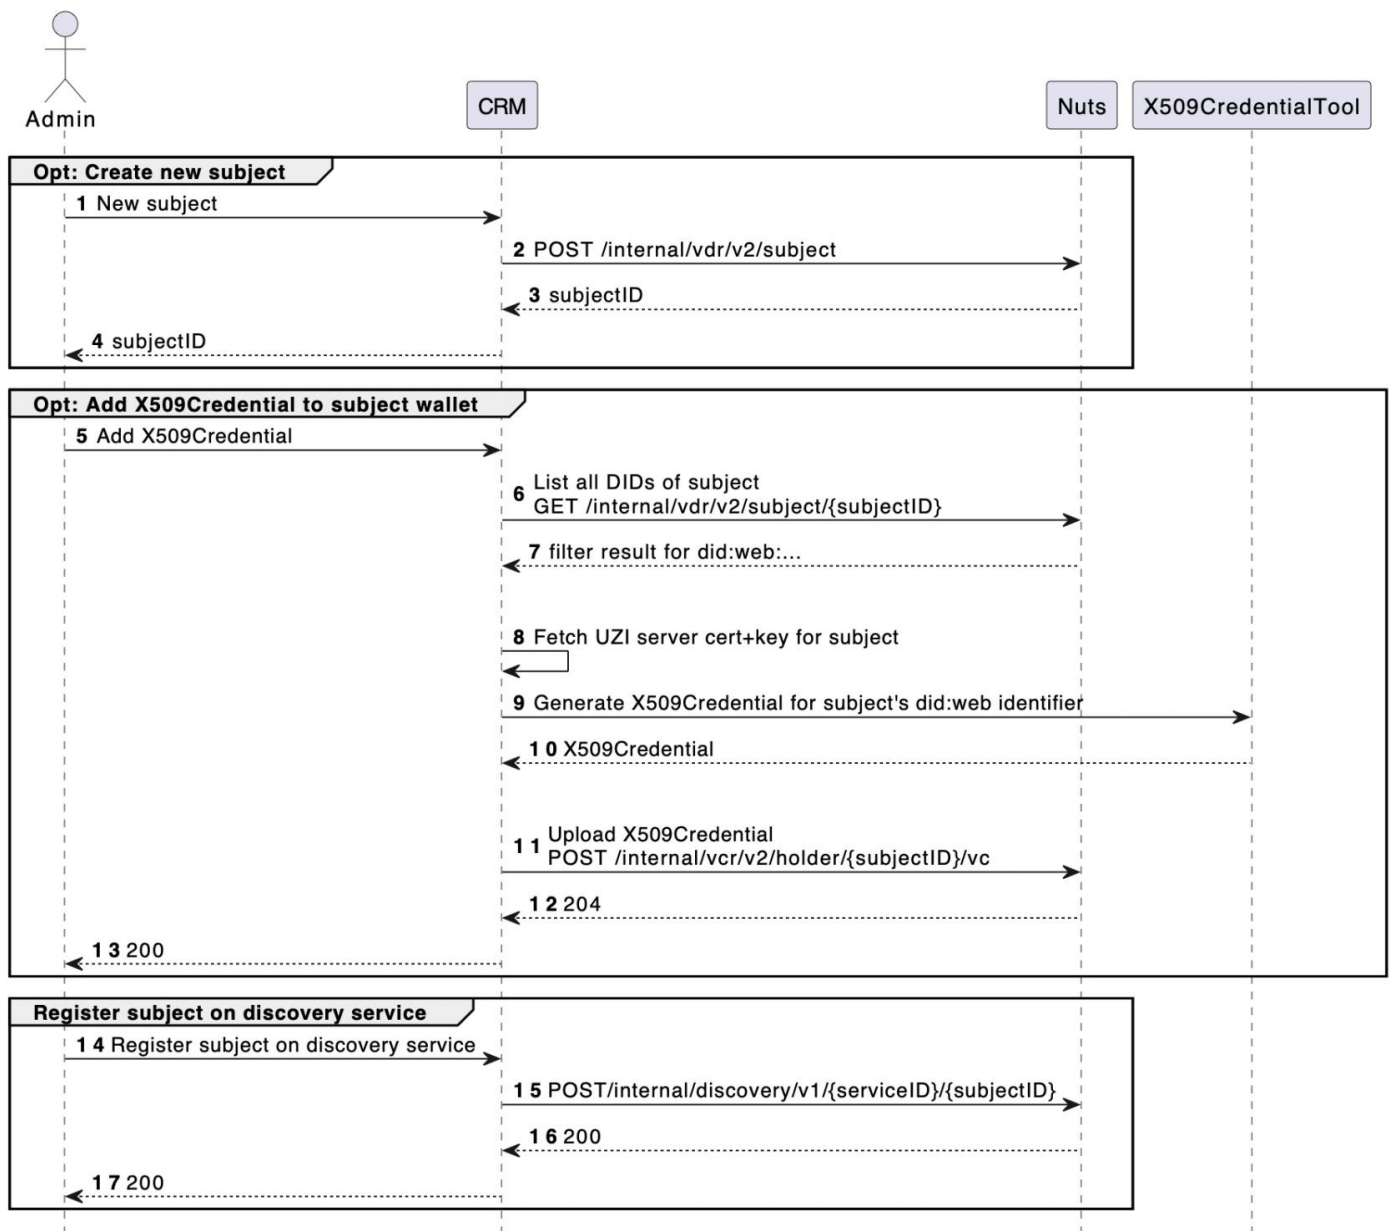 Admin
CRM
Nuts
X509CredentialTool
Opt: Create new subject
1 New subject
2 POST /internal/vdr/v2/subject
3 subjectID
4 subjectID
Opt: Add X509Credential to subject wallet
5 Add X509Credential
List all DIDs of subject
6 GET /internal/vdr/v2/subject/{subjectID}
7 filter result for did:web:...
8 Fetch UZI server cert+key for subject
9 Generate X509Credential for subject's did:web identifier
10 X509Credential
Upload X509Credential
11 POST /internal/vcr/v2/holder/{subjectID}/vc
12 204
13 200
Register subject on discovery service
14 Register subject on discovery service
15 POST/internal/discovery/v1/{serviceID}/{subjectID}
16 200
17 200